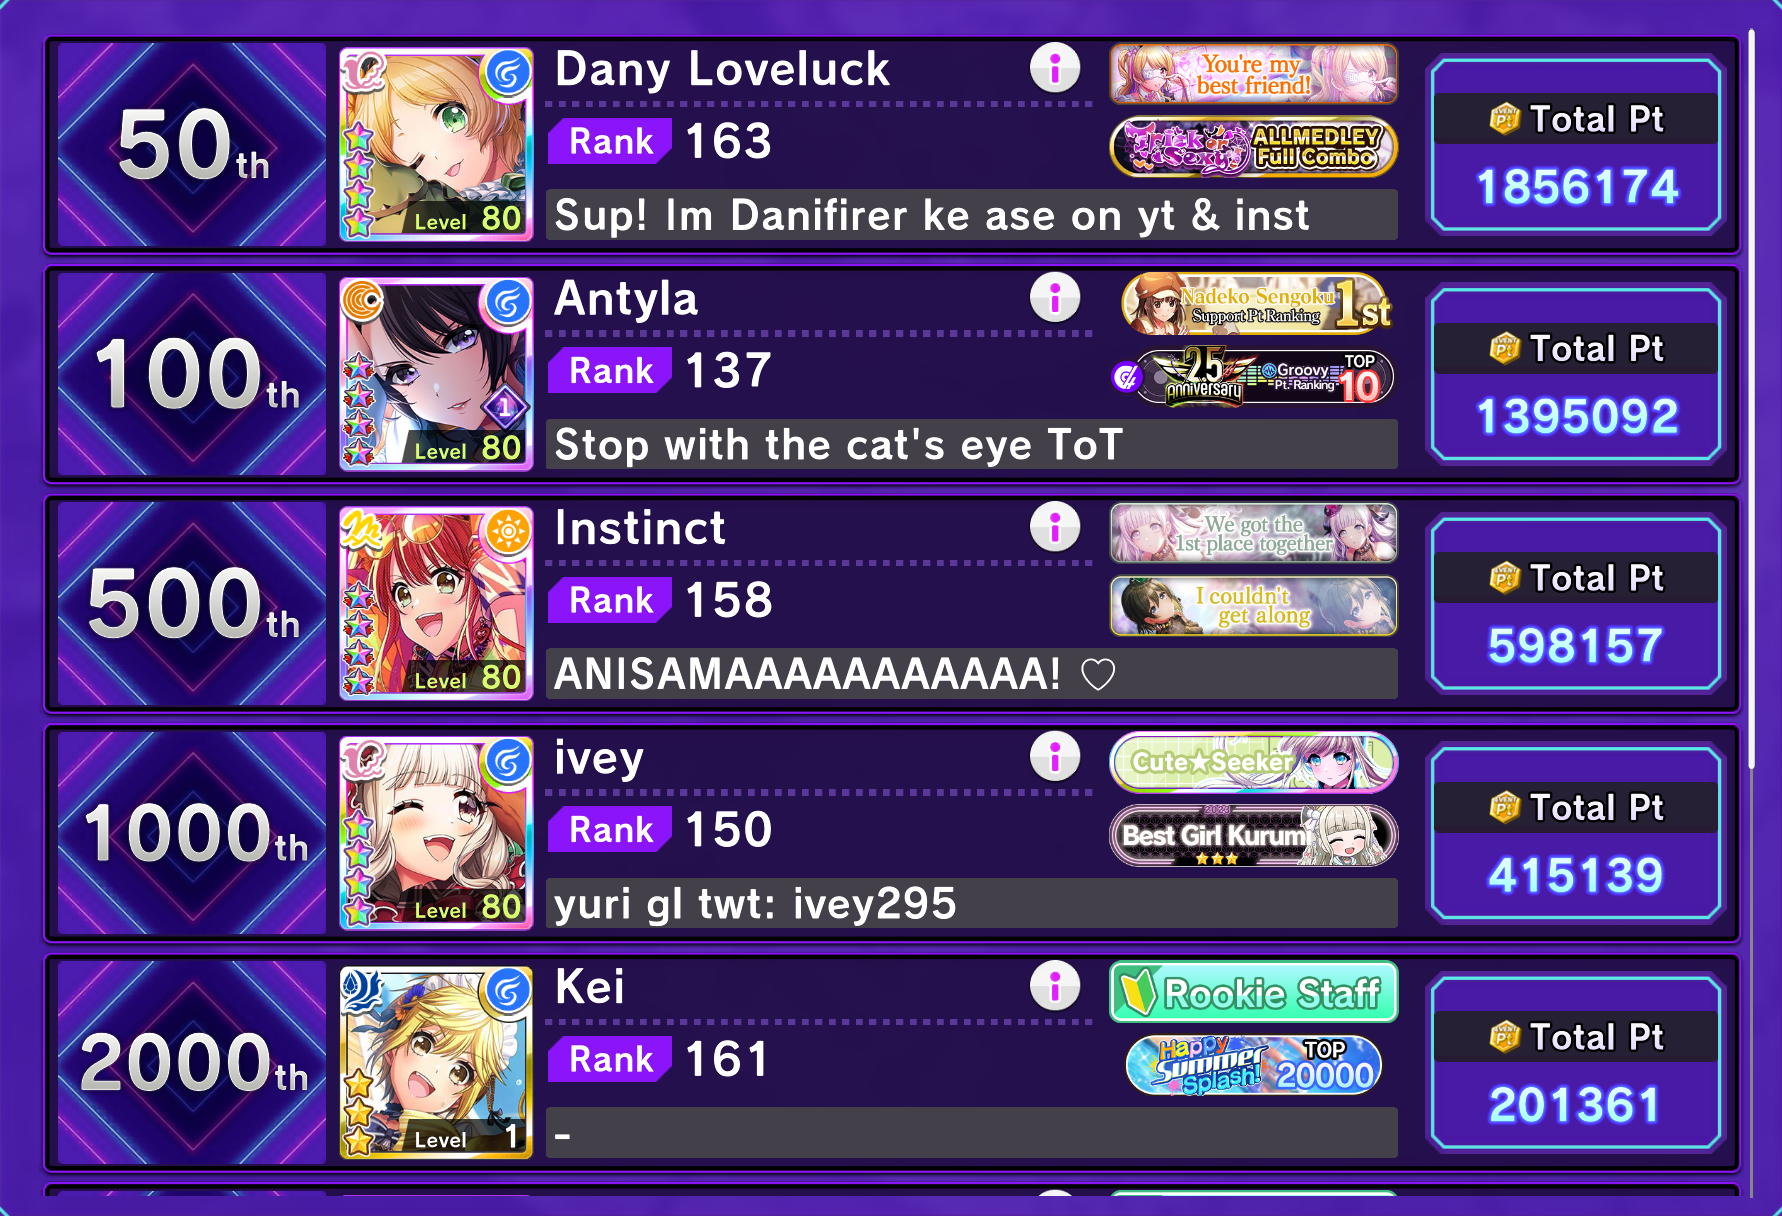 50th
Level 80
Dany Loveluck
Rank 163
Sup! Im Danifirer ke ase on yt & inst
You're my
best friend!
Trick or Sexy
ALLMEDLEY
Full Combo
Total Pt
1856174
100th
1
Level 80
Antyla
Rank 137
Stop with the cat's eye ToT
Nadeko Sengoku
Support Pt Ranking
1st
2.5
Anniversary
Groovy
Pt. Ranking
TOP
10
Total Pt
1395092
500th
Level 80
Instinct
Rank 158
ANISAMAAAAAAAAAAA! ♡
We got the
1st place together
I couldn't
get along
Total Pt
598157
1000th
Level 80
ivey
Rank 150
yuri gl twt: ivey295
Cute★Seeker
Best Girl Kurumi
★★★
Total Pt
415139
2000th
Level 1
Kei
Rank 161
-
Rookie Staff
Happy
Summer
Splash!
TOP
20000
Total Pt
201361